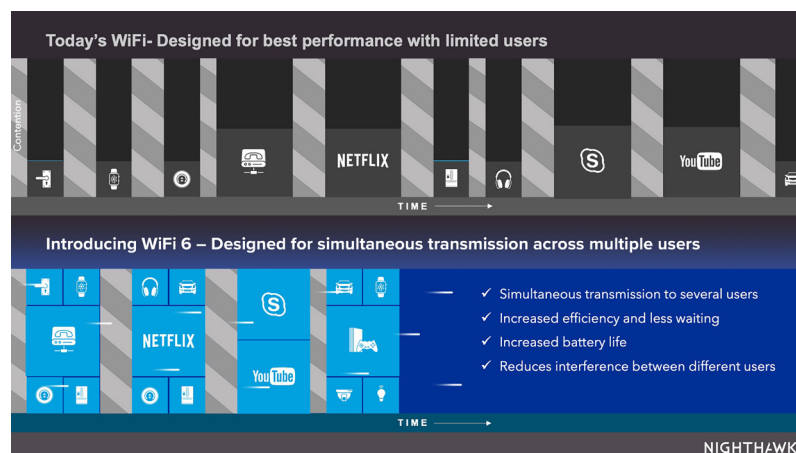 Today's WiFi- Designed for best performance with limited users
Contention
NETFLIX
S
YouTube
TIME
Introducing WiFi 6 – Designed for simultaneous transmission across multiple users
NETFLIX
S
YouTube
✓ Simultaneous transmission to several users
✓ Increased efficiency and less waiting
✓ Increased battery life
✓ Reduces interference between different users
TIME
NIGHTHAWK